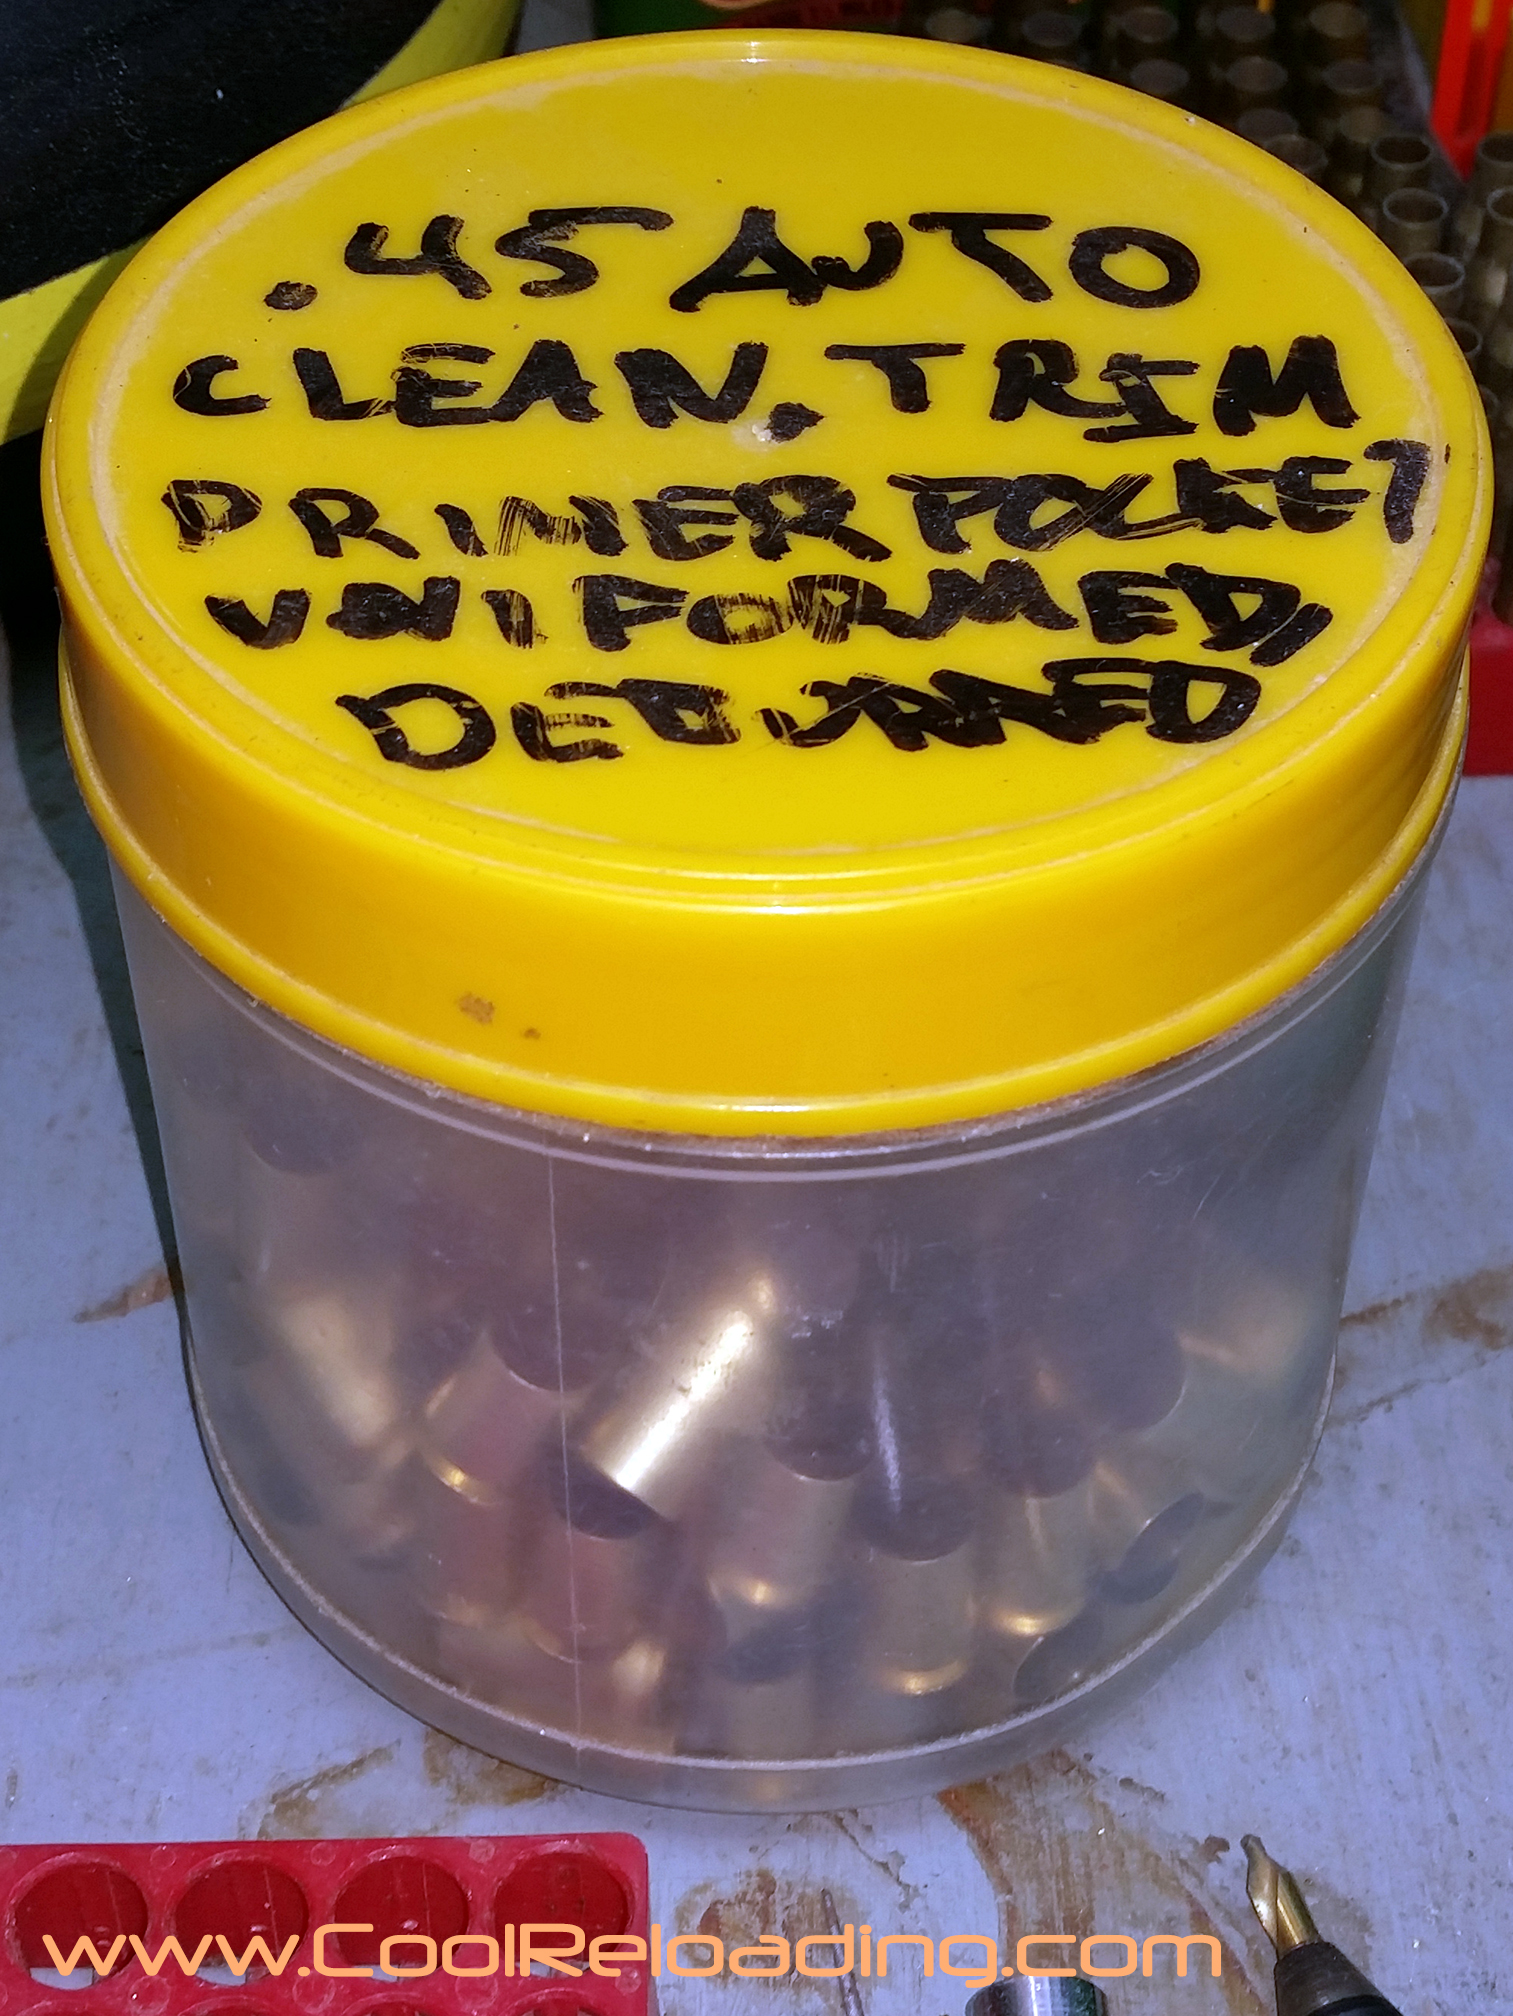 .45 AUTO
CLEAN, TRIM
PRIMER POCKET
UNIFORMED,
DEBURRED
www.CoolReloading.com